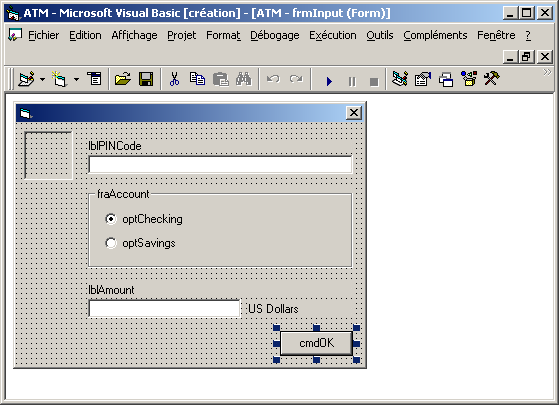 ATM - Microsoft Visual Basic [création] - [ATM - frmInput (Form)]
Fichier Edition Affichage Projet Format Débogage Exécution Outils Compléments Fenêtre ?
lblPINCode
fraAccount
optChecking
optSavings
lblAmount
US Dollars
cmdOK